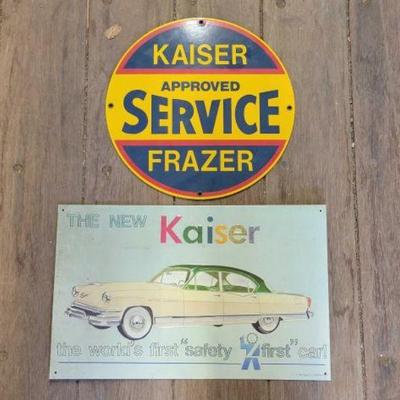 KAISER
APPROVED
SERVICE
FRAZER
THE NEW Kaiser
the world's first "safety first" car!